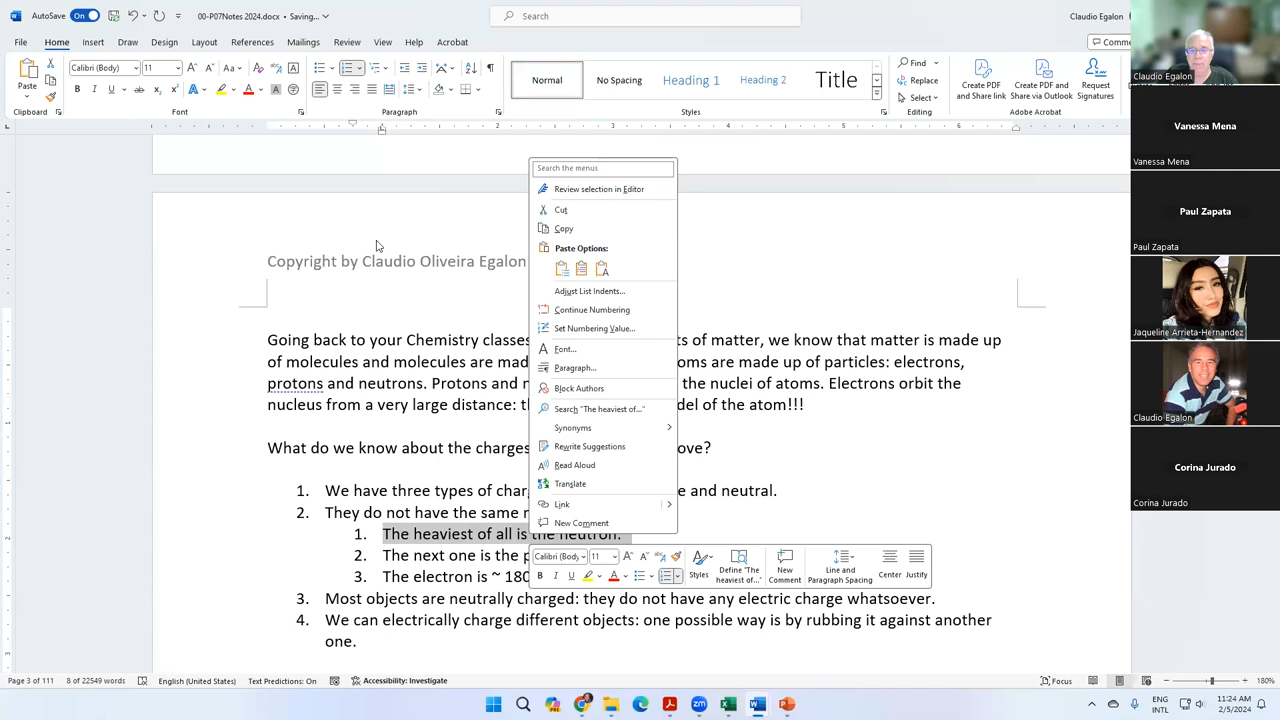 AutoSave On 00-P07Notes 2024.docx • Saving... Search Claudio Egalon
File Home Insert Draw Design Layout References Mailings Review View Help Acrobat Comme
Paste
Calibri (Body) 11
Normal No Spacing Heading 1 Heading 2 Title
Find
Replace
Select
Create PDF and Share link
Create PDF and Share via Outlook
Request Signatures
Clipboard Font Paragraph Styles Editing Adobe Acrobat
2 3 4 5 6
Copyright by Claudio Oliveira Egalon
Going back to your Chemistry classes ts of matter, we know that matter is made up
of molecules and molecules are oms are made up of particles: electrons,
protons and neutrons. Protons and the nuclei of atoms. Electrons orbit the
nucleus from a very large distance: del of the atom!!!
What do we know about the charges ove?
1. We have three types of e and neutral.
2. They do not have the same
1. The heaviest of all is the neutron.
2. The next one is the
3. The electron is ~ 180
3. Most objects are neutrally charged: they do not have any electric charge whatsoever.
4. We can electrically charge different objects: one possible way is by rubbing it against another
one.
Search the menus
Review selection in Editor
Cut
Copy
Paste Options:
Adjust List Indents...
Continue Numbering
Set Numbering Value...
Font...
Paragraph...
Block Authors
Search "The heaviest of..."
Synonyms
Rewrite Suggestions
Read Aloud
Translate
Link
New Comment
Calibri (Body) 11
B I U
Styles
Define "The heaviest of..."
New Comment
Line and Paragraph Spacing
Center
Justify
Claudio Egalon
Vanessa Mena
Vanessa Mena
Paul Zapata
Paul Zapata
Jaqueline Arrieta-Hernandez
Claudio Egalon
Corina Jurado
Corina Jurado
Page 3 of 111 8 of 22549 words English (United States) Text Predictions: On Accessibility: Investigate Focus 180%
ENG
INTL
11:24 AM
2/5/2024